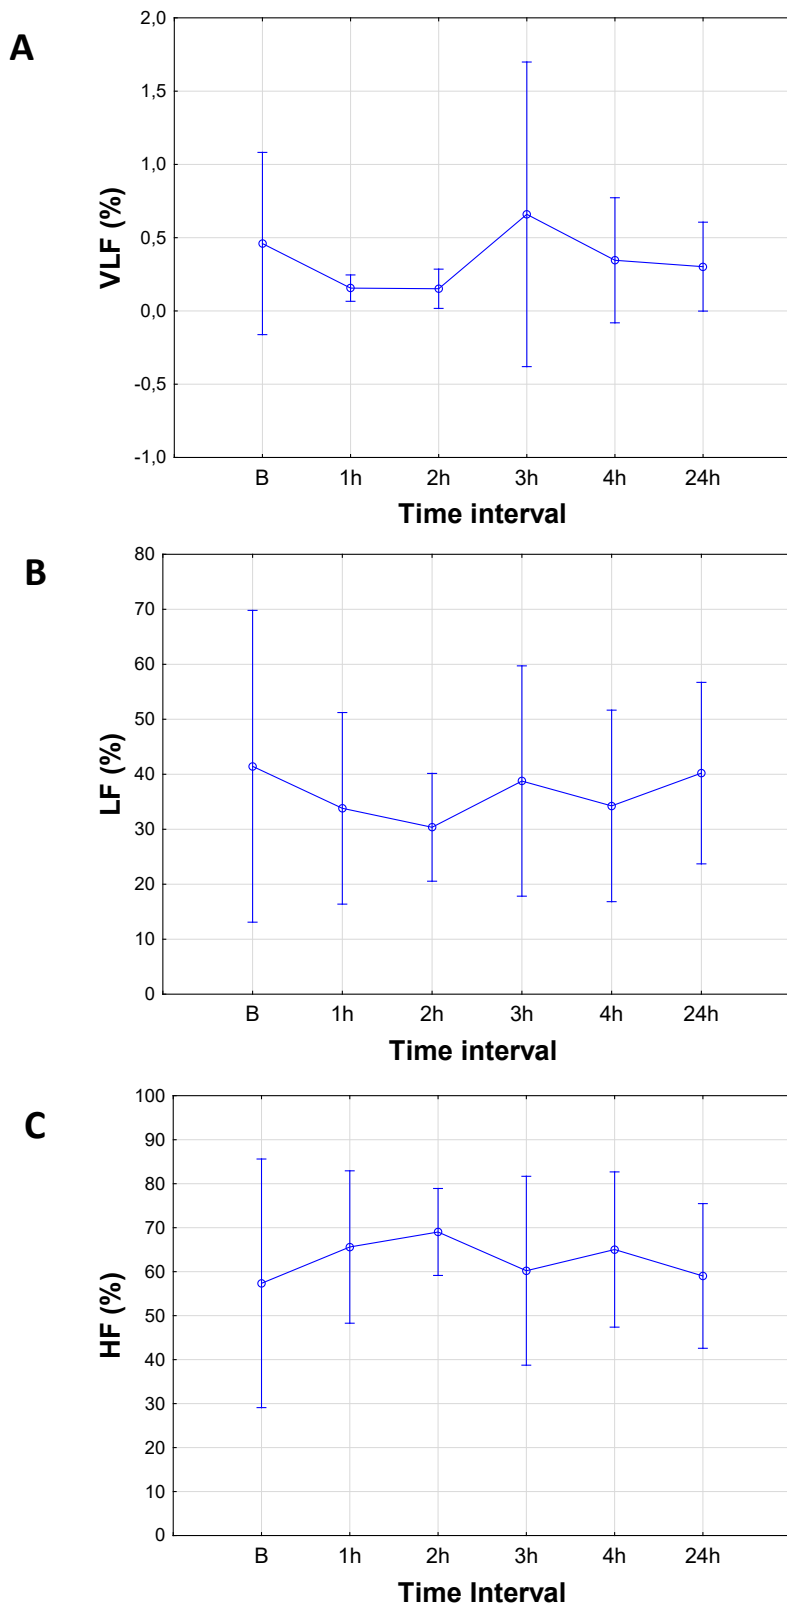 A
2,0
1,5
1,0
0,5
0,0
-0,5
-1,0
VLF (%)
B 1h 2h 3h 4h 24h
Time interval
B
80
70
60
50
40
30
20
10
0
LF (%)
B 1h 2h 3h 4h 24h
Time interval
C
100
90
80
70
60
50
40
30
20
10
0
HF (%)
B 1h 2h 3h 4h 24h
Time Interval